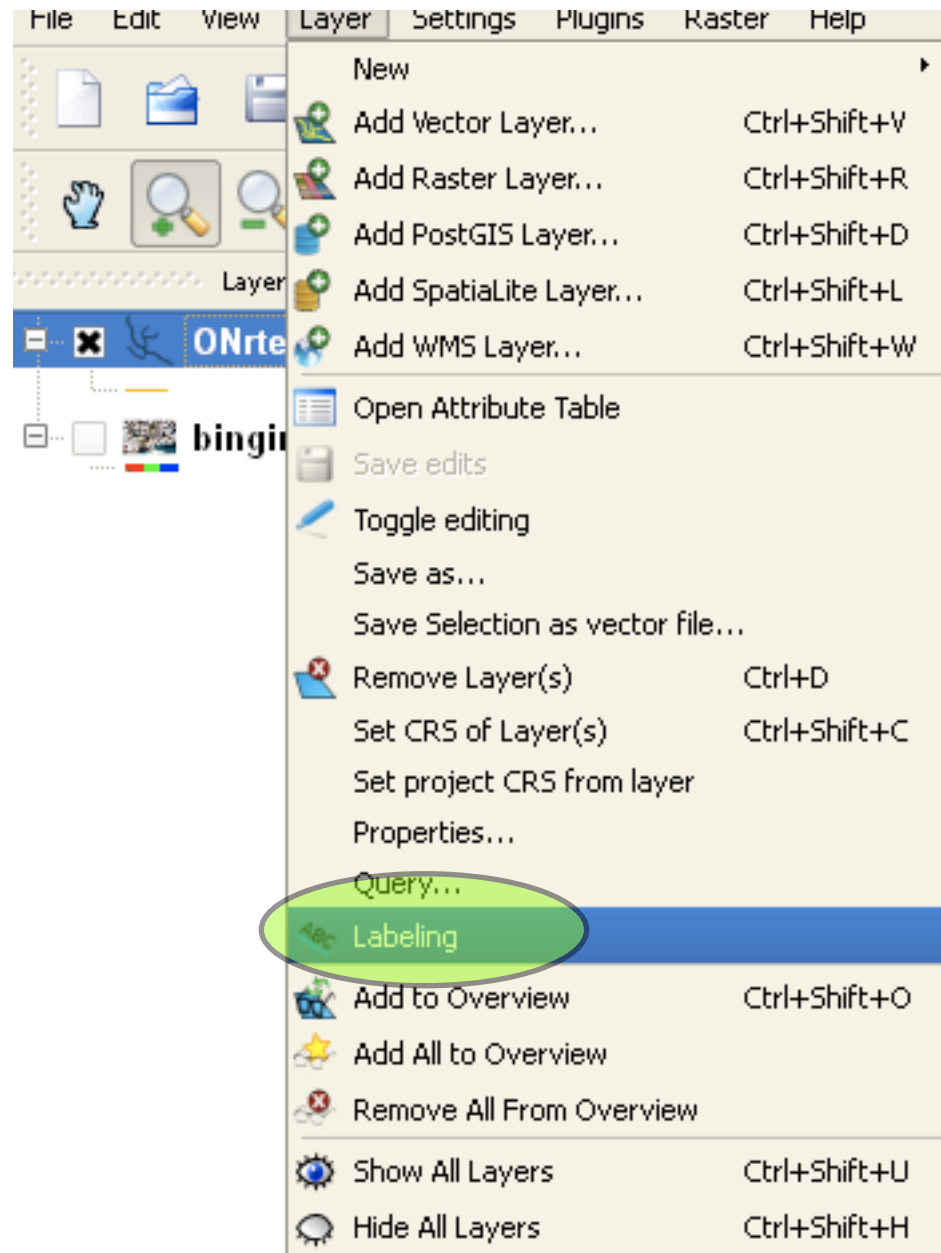 File Edit View Layer Settings Plugins Raster Help
New
Add Vector Layer... Ctrl+Shift+V
Add Raster Layer... Ctrl+Shift+R
Add PostGIS Layer... Ctrl+Shift+D
Layer
Add SpatiaLite Layer... Ctrl+Shift+L
ONrte
Add WMS Layer... Ctrl+Shift+W
Open Attribute Table
bingi
Save edits
Toggle editing
Save as...
Save Selection as vector file...
Remove Layer(s) Ctrl+D
Set CRS of Layer(s) Ctrl+Shift+C
Set project CRS from layer
Properties...
Query...
ABC Labeling
Add to Overview Ctrl+Shift+O
Add All to Overview
Remove All From Overview
Show All Layers Ctrl+Shift+U
Hide All Layers Ctrl+Shift+H